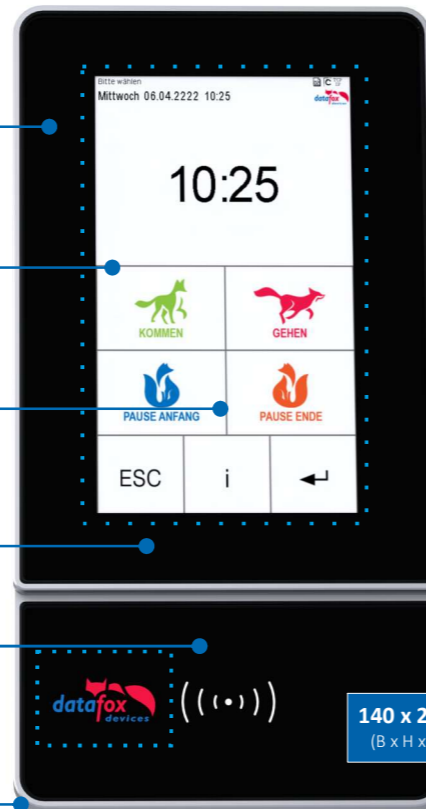 Bitte wählen
Mittwoch 06.04.2222 10:25
datafox
10:25
KOMMEN
GEHEN
PAUSE ANFANG
PAUSE ENDE
ESC
i
datafox
devices
140 x 2
(B x H x